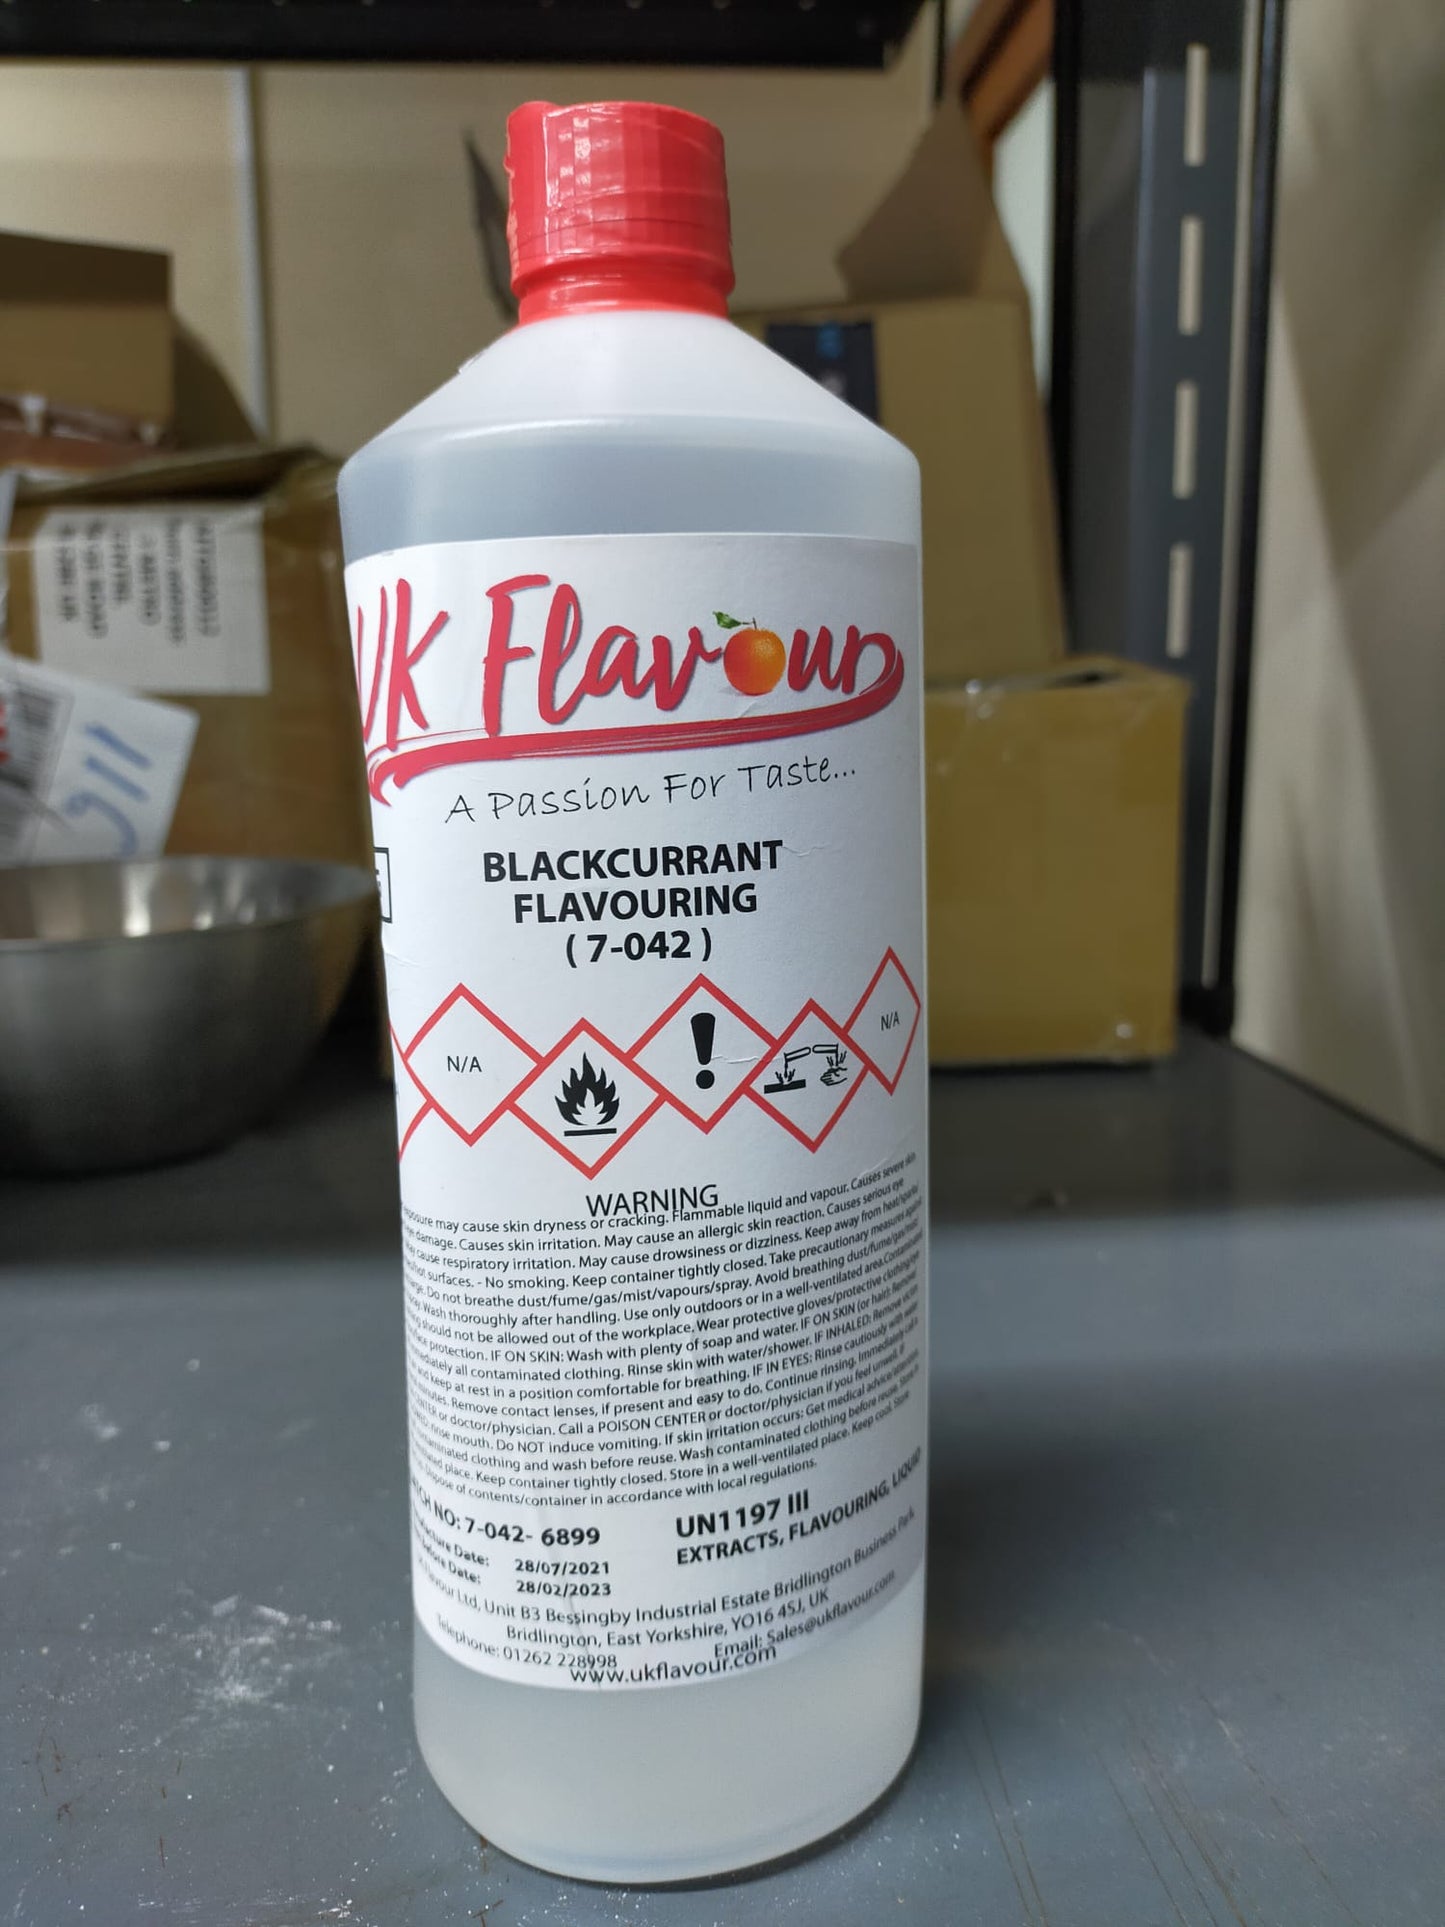 UK Flavour
A Passion For Taste...
BLACKCURRANT
FLAVOURING
( 7-042 )
N/A
N/A
WARNING
may cause skin dryness or cracking. Flammable liquid and vapour. Causes severe skin
damage. Causes skin irritation. May cause an allergic skin reaction. Causes serious eye
cause respiratory irritation. May cause drowsiness or dizziness. Keep away from heat/sparks/
surfaces. - No smoking. Keep container tightly closed. Take precautionary measures against
Do not breathe dust/fume/gas/mist/vapours/spray. Avoid breathing dust/fume/gas/mist/
Wash thoroughly after handling. Use only outdoors or in a well-ventilated area. Contaminated
should not be allowed out of the workplace. Wear protective gloves/protective clothing/eye
protection. IF ON SKIN: Wash with plenty of soap and water. IF ON SKIN (or hair): Remove
immediately all contaminated clothing. Rinse skin with water/shower. IF INHALED: Remove victim
and keep at rest in a position comfortable for breathing. IF IN EYES: Rinse cautiously with water
minutes. Remove contact lenses, if present and easy to do. Continue rinsing. Immediately call a
or doctor/physician. Call a POISON CENTER or doctor/physician if you feel unwell.
rinse mouth. Do NOT induce vomiting. If skin irritation occurs: Get medical advice/attention.
contaminated clothing and wash before reuse. Wash contaminated clothing before reuse. Store in
place. Keep container tightly closed. Store in a well-ventilated place. Keep cool. Store
Dispose of contents/container in accordance with local regulations.
NO: 7-042- 6899
UN1197 III
EXTRACTS, FLAVOURING, LIQUID
Date: 28/07/2021
Date: 28/02/2023
Ltd, Unit B3 Bessingby Industrial Estate Bridlington Business Park
Bridlington, East Yorkshire, YO16 4SJ, UK
Telephone: 01262 228998
Email: Sales@ukflavour.com
www.ukflavour.com